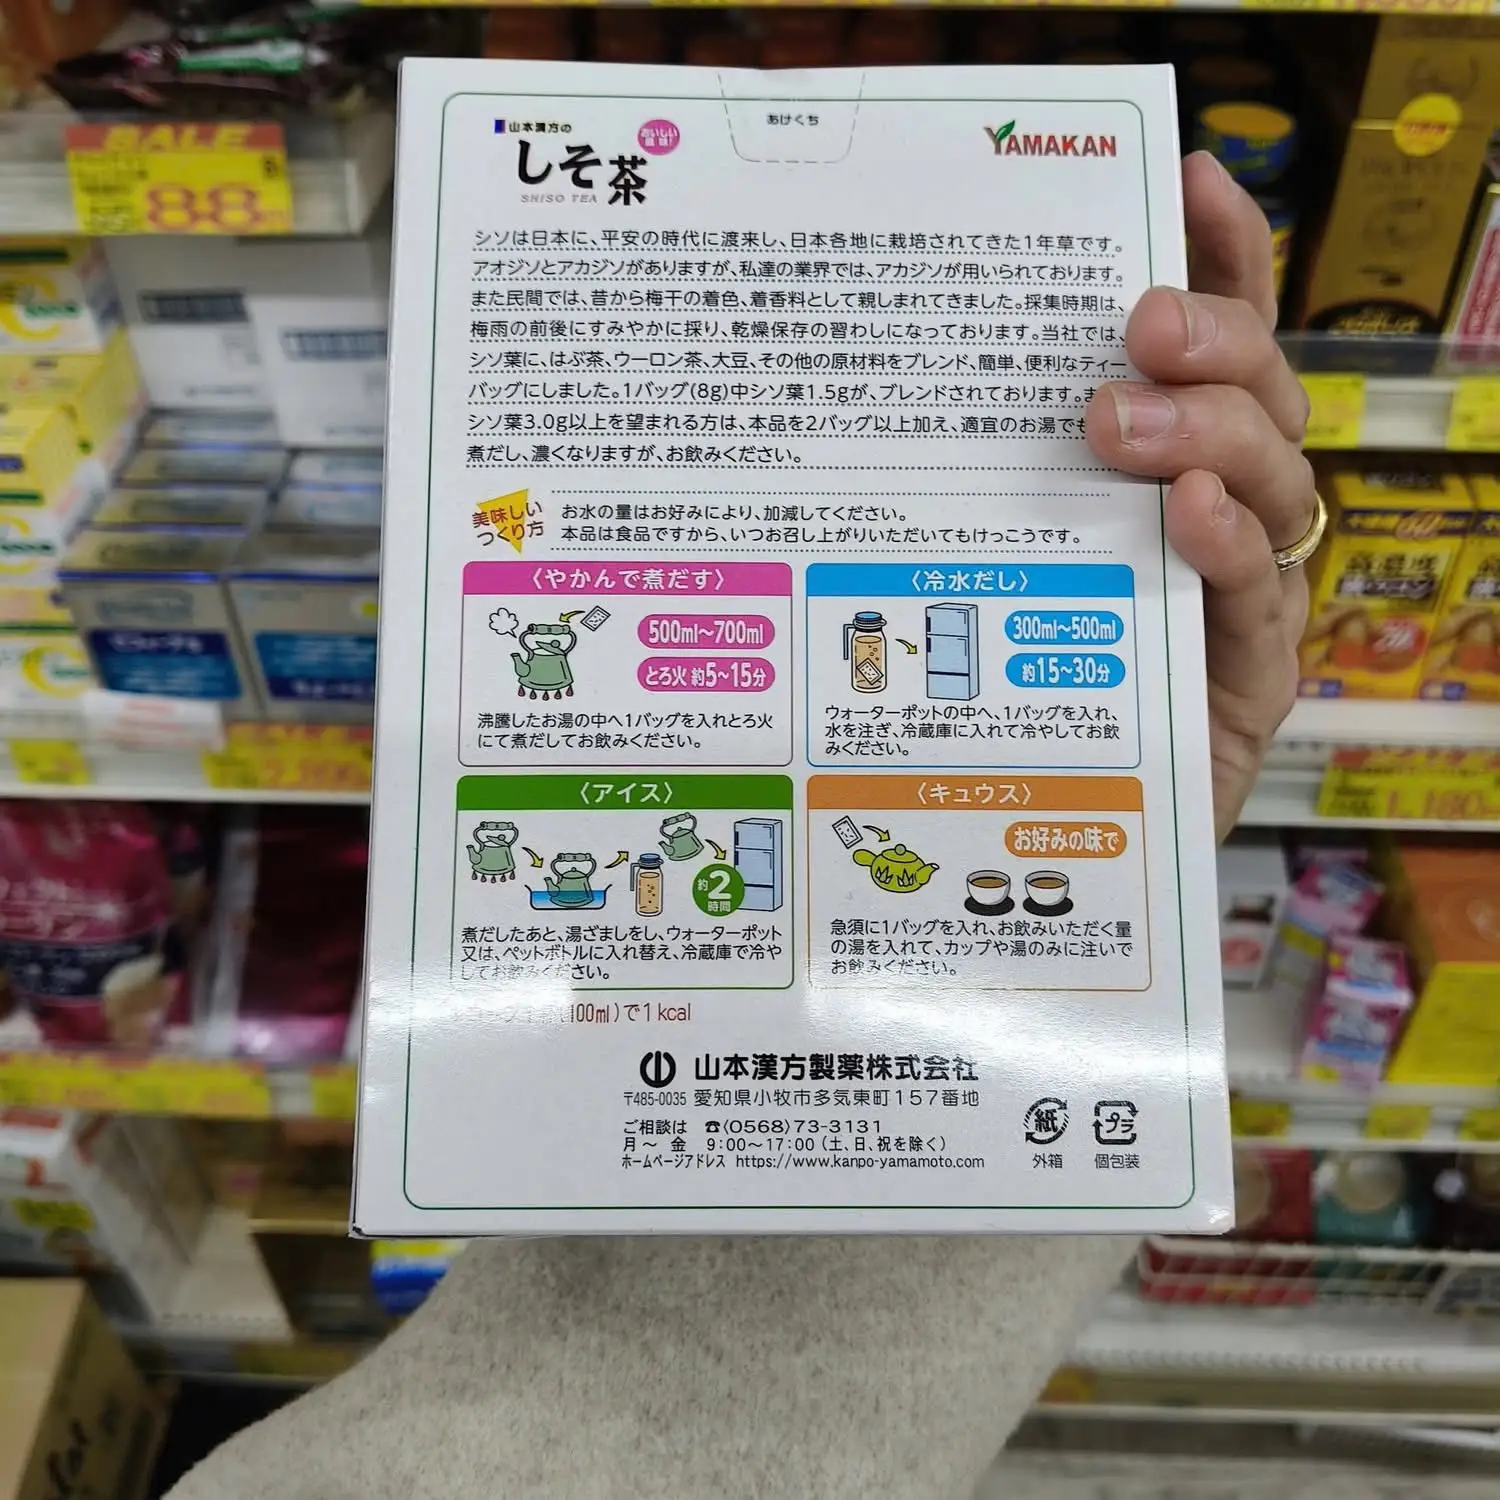 山本漢方の
しそ茶
おいしい
風味!
SHISO TEA
あけくち
YAMAKAN
シソは日本に、平安の時代に渡来し、日本各地に栽培されてきた1年草です。
アオジソとアカジソがありますが、私達の業界では、アカジソが用いられております。
また民間では、昔から梅干の着色、着香料として親しまれてきました。採集時期は、
梅雨の前後にすみやかに採り、乾燥保存の習わしになっております。当社では、
シソ葉に、はぶ茶、ウーロン茶、大豆、その他の原材料をブレンド、簡単、便利なティー
バッグにしました。1バッグ(8g)中シソ葉1.5gが、ブレンドされております。ま
シソ葉3.0g以上を望まれる方は、本品を2バッグ以上加え、適宜のお湯でも
煮だし、濃くなりますが、お飲みください。
美味しい
つくり方
お水の量はお好みにより、加減してください。
本品は食品ですから、いつお召し上がりいただいてもけっこうです。
〈やかんで煮だす〉
500ml〜700ml
とろ火 約5〜15分
沸騰したお湯の中へ1バッグを入れとろ火
にて煮だしてお飲みください。
〈冷水だし〉
300ml〜500ml
約15〜30分
ウォーターポットの中へ、1バッグを入れ、
水を注ぎ、冷蔵庫に入れて冷やしてお飲
みください。
〈アイス〉
約2時間
煮だしたあと、湯ざましをし、ウォーターポット
又は、ペットボトルに入れ替え、冷蔵庫で冷や
してお飲みください。
〈キュウス〉
お好みの味で
急須に1バッグを入れ、お飲みいただく量
の湯を入れて、カップや湯のみに注いで
お飲みください。
(100ml)で1kcal
山本漢方製薬株式会社
〒485-0035 愛知県小牧市多気東町157番地
ご相談は ☎(0568)73-3131
月〜金 9:00〜17:00(土、日、祝を除く)
ホームページアドレス https://www.kanpo-yamamoto.com
紙
外箱
プラ
個包装
SALE
88
1,180